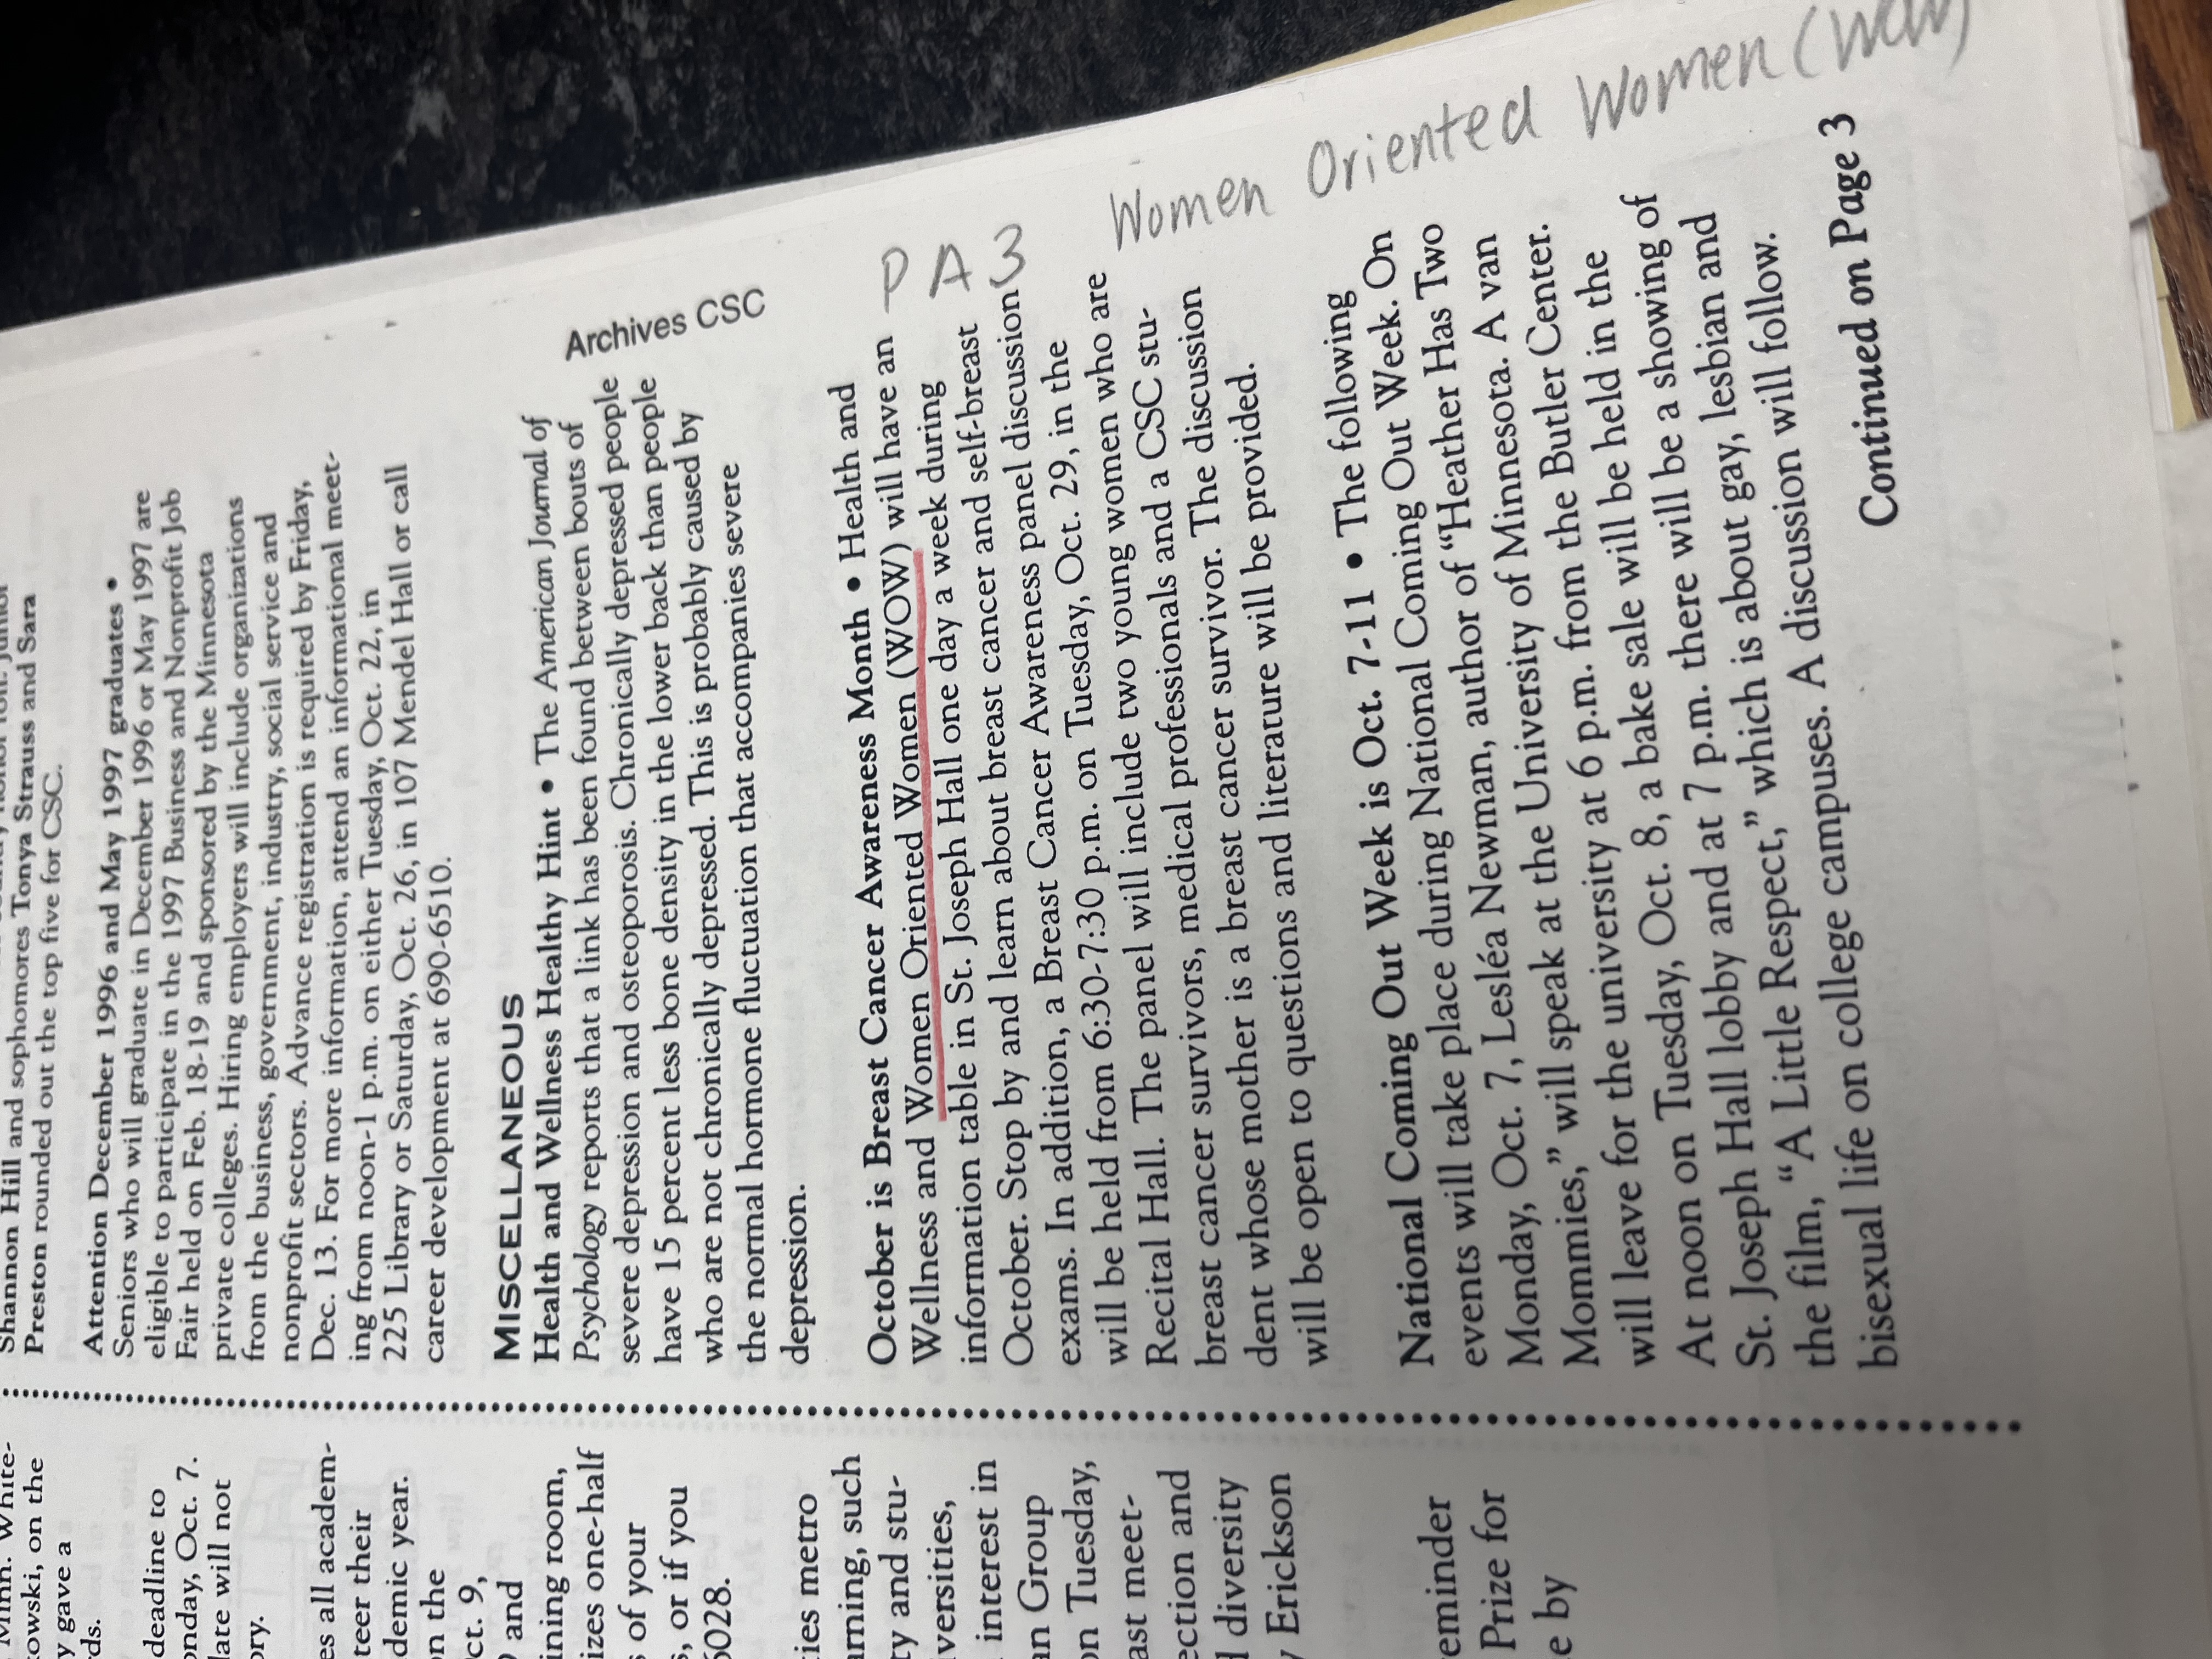 Minn. White-
owski, on the
y gave a
ds.
deadline to
onday, Oct. 7.
late will not
ory.
es all academ-
teer their
demic year.
on the
ct. 9,
and
ining room,
izes one-half
s of your
s, or if you
6028.
ties metro
arning, such
ty and stu-
iversities,
interest in
an Group
on Tuesday,
ast meet-
ection and
d diversity
y Erickson
reminder
Prize for
e by
Shannon Hill and sophomores Tonya Strauss and Sara
Preston rounded out the top five for CSC.
Attention December 1996 and May 1997 graduates •
Seniors who will graduate in December 1996 or May 1997 are
eligible to participate in the 1997 Business and Nonprofit Job
Fair held on Feb. 18-19 and sponsored by the Minnesota
private colleges. Hiring employers will include organizations
from the business, government, industry, social service and
nonprofit sectors. Advance registration is required by Friday,
Dec. 13. For more information, attend an informational meet-
ing from noon-1 p.m. on either Tuesday, Oct. 22, in
225 Library or Saturday, Oct. 26, in 107 Mendel Hall or call
career development at 690-6510.
MISCELLANEOUS
Health and Wellness Healthy Hint • The American Journal of
Psychology reports that a link has been found between bouts of
severe depression and osteoporosis. Chronically depressed people
have 15 percent less bone density in the lower back than people
who are not chronically depressed. This is probably caused by
the normal hormone fluctuation that accompanies severe
depression.
October is Breast Cancer Awareness Month • Health and
Wellness and Women Oriented Women (WOW) will have an
information table in St. Joseph Hall one day a week during
October. Stop by and learn about breast cancer and self-breast
exams. In addition, a Breast Cancer Awareness panel discussion
will be held from 6:30-7:30 p.m. on Tuesday, Oct. 29, in the
Recital Hall. The panel will include two young women who are
breast cancer survivors, medical professionals and a CSC stu-
dent whose mother is a breast cancer survivor. The discussion
will be open to questions and literature will be provided.
National Coming Out Week is Oct. 7-11 • The following
events will take place during National Coming Out Week. On
Monday, Oct. 7, Lesléa Newman, author of “Heather Has Two
Mommies,” will speak at the University of Minnesota. A van
will leave for the university at 6 p.m. from the Butler Center.
At noon on Tuesday, Oct. 8, a bake sale will be held in the
St. Joseph Hall lobby and at 7 p.m. there will be a showing of
the film, “A Little Respect,” which is about gay, lesbian and
bisexual life on college campuses. A discussion will follow.
Continued on Page 3
Archives CSC
PA3 Women Oriented Women (WOW)
PA3 Student Life
WOW